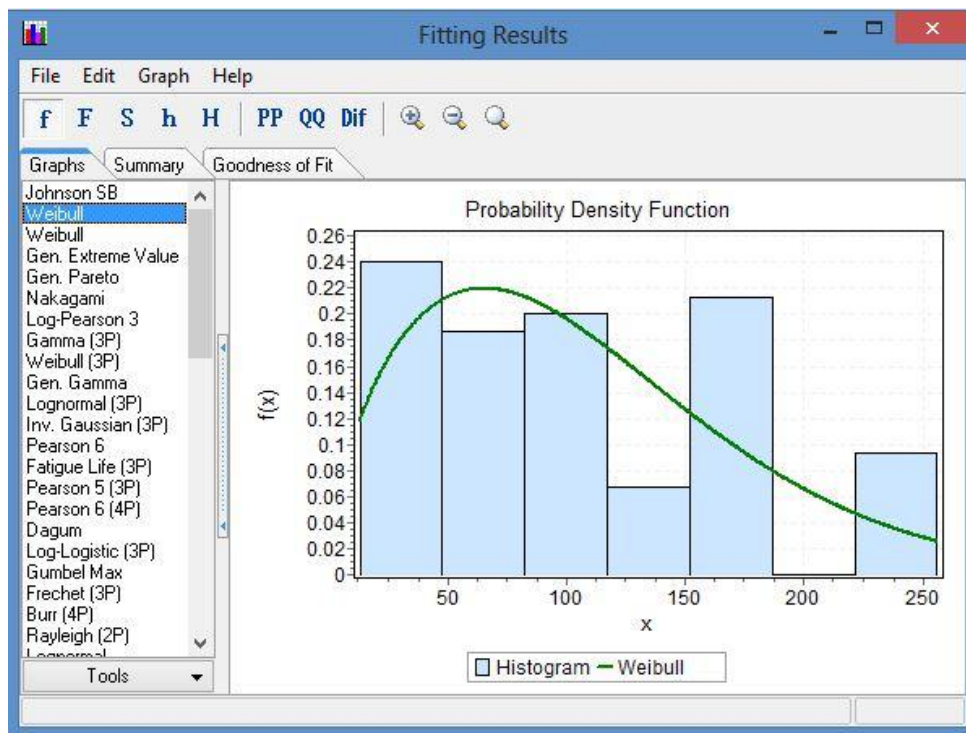 Fitting Results
File Edit Graph Help
f F S h H PP QQ Dif
Graphs Summary Goodness of Fit
Johnson SB
Weibull
Weibull
Gen. Extreme Value
Gen. Pareto
Nakagami
Log-Pearson 3
Gamma (3P)
Weibull (3P)
Gen. Gamma
Lognormal (3P)
Inv. Gaussian (3P)
Pearson 6
Fatigue Life (3P)
Pearson 5 (3P)
Pearson 6 (4P)
Dagum
Log-Logistic (3P)
Gumbel Max
Frechet (3P)
Burr (4P)
Rayleigh (2P)
Lognormal
Tools
Probability Density Function
f(x)
0.26
0.24
0.22
0.2
0.18
0.16
0.14
0.12
0.1
0.08
0.06
0.04
0.02
0
50 100 150 200 250
x
Histogram Weibull